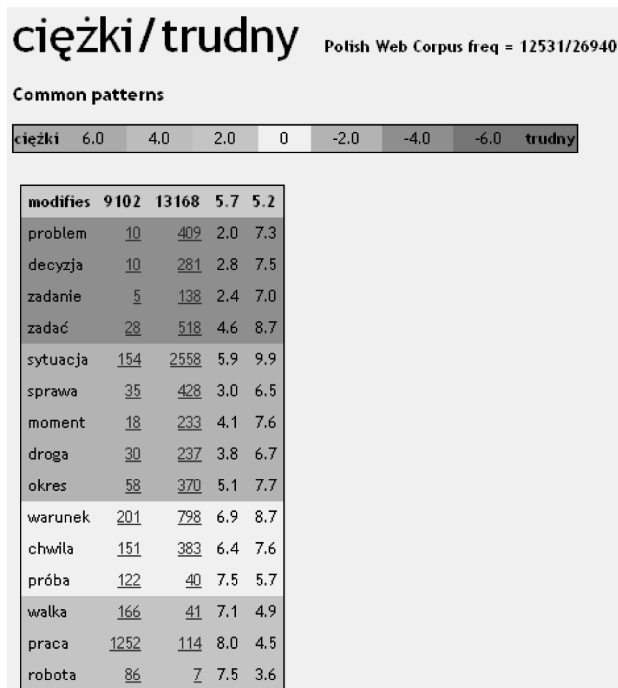 ciężki/trudny Polish Web Corpus freq = 12531/26940
Common patterns
ciężki 6.0 4.0 2.0 0 -2.0 -4.0 -6.0 trudny
modifies 9102 13168 5.7 5.2
problem 10 409 2.0 7.3
decyzja 10 281 2.8 7.5
zadanie 5 138 2.4 7.0
zadać 28 518 4.6 8.7
sytuacja 154 2558 5.9 9.9
sprawa 35 428 3.0 6.5
moment 18 233 4.1 7.6
droga 30 237 3.8 6.7
okres 58 370 5.1 7.7
warunek 201 798 6.9 8.7
chwila 151 383 6.4 7.6
próba 122 40 7.5 5.7
walka 166 41 7.1 4.9
praca 1252 114 8.0 4.5
robota 86 7 7.5 3.6